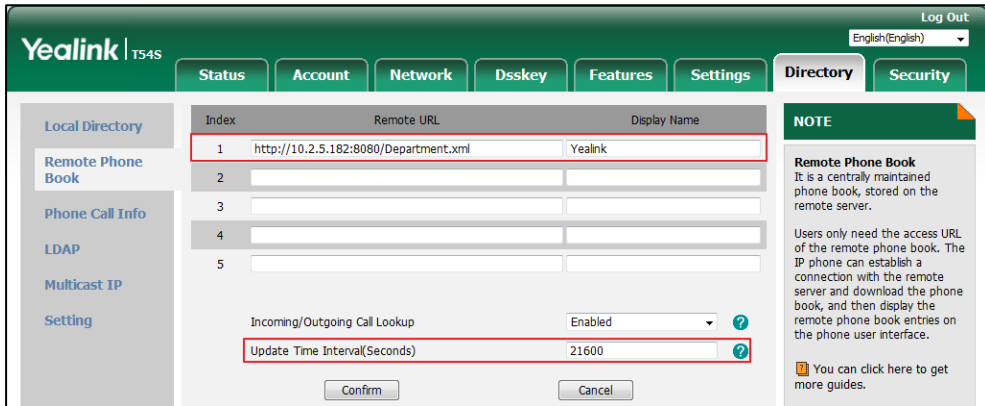 Log Out
Yealink T54S
English(English)
Status Account Network Dsskey Features Settings Directory Security
Local Directory
Remote Phone
Book
Phone Call Info
LDAP
Multicast IP
Setting
Index Remote URL Display Name
1 http://10.2.5.182:8080/Department.xml Yealink
2
3
4
5
Incoming/Outgoing Call Lookup Enabled ?
Update Time Interval(Seconds) 21600 ?
Confirm Cancel
NOTE
Remote Phone Book
It is a centrally maintained
phone book, stored on the
remote server.
Users only need the access URL
of the remote phone book. The
IP phone can establish a
connection with the remote
server and download the phone
book, and then display the
remote phone book entries on
the phone user interface.
? You can click here to get
more guides.